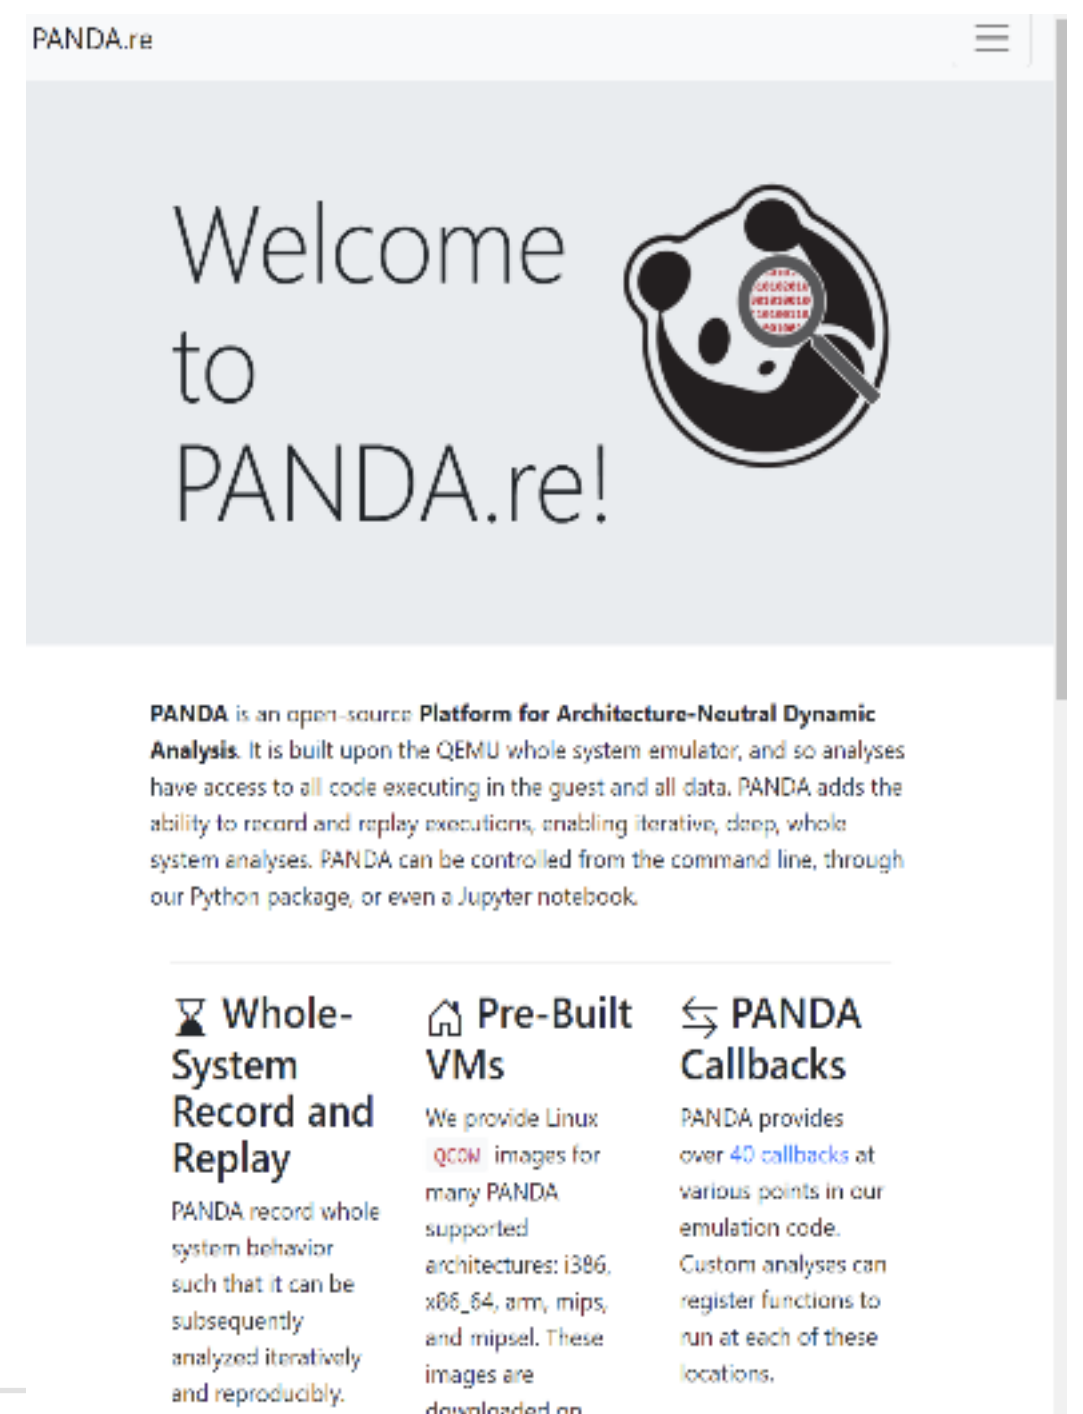 PANDA.re
Welcome
to
PANDA.re!
PANDA is an open-source Platform for Architecture-Neutral Dynamic
Analysis. It is built upon the QEMU whole system emulator, and so analyses
have access to all code executing in the guest and all data. PANDA adds the
ability to record and replay executions, enabling iterative, deep, whole
system analyses. PANDA can be controlled from the command line, through
our Python package, or even a Jupyter notebook.
Whole-
System
Record and
Replay
PANDA record whole
system behavior
such that it can be
subsequently
analyzed iteratively
and reproducibly.
Pre-Built
VMs
We provide Linux
QCOW images for
many PANDA
supported
architectures: i386,
x86_64, arm, mips,
and mipsel. These
images are
downloaded on
PANDA
Callbacks
PANDA provides
over 40 callbacks at
various points in our
emulation code.
Custom analyses can
register functions to
run at each of these
locations.